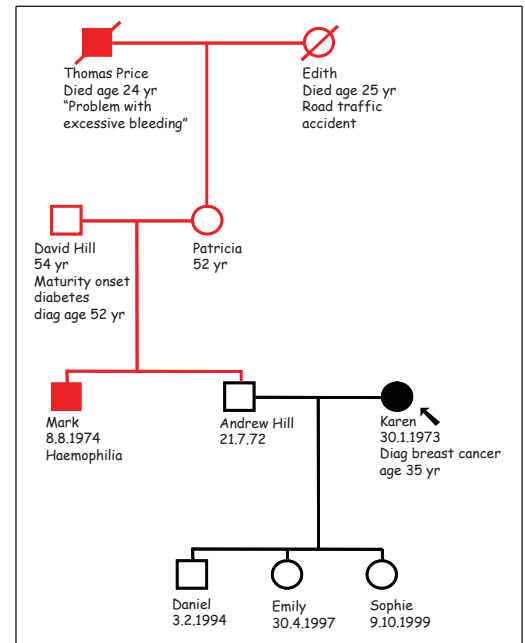 Thomas Price
Died age 24 yr
“Problem with
excessive bleeding”
Edith
Died age 25 yr
Road traffic
accident
David Hill
54 yr
Maturity onset
diabetes
diag age 52 yr
Patricia
52 yr
Mark
8.8.1974
Haemophilia
Andrew Hill
21.7.72
Karen
30.1.1973
Diag breast cancer
age 35 yr
Daniel
3.2.1994
Emily
30.4.1997
Sophie
9.10.1999